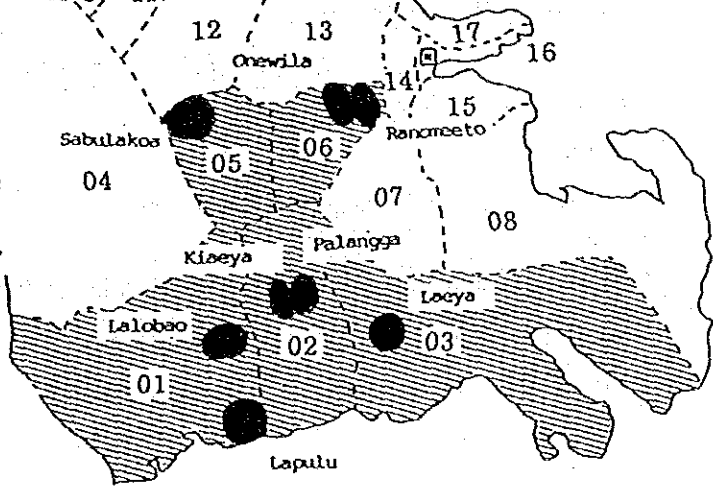 12
13
17
16
Onewila
14
15
Ranomeeto
Sabulakoa
05
06
04
07
08
Kiaeya
Palangga
Laeya
Lalobao
02
03
01
Lapulu